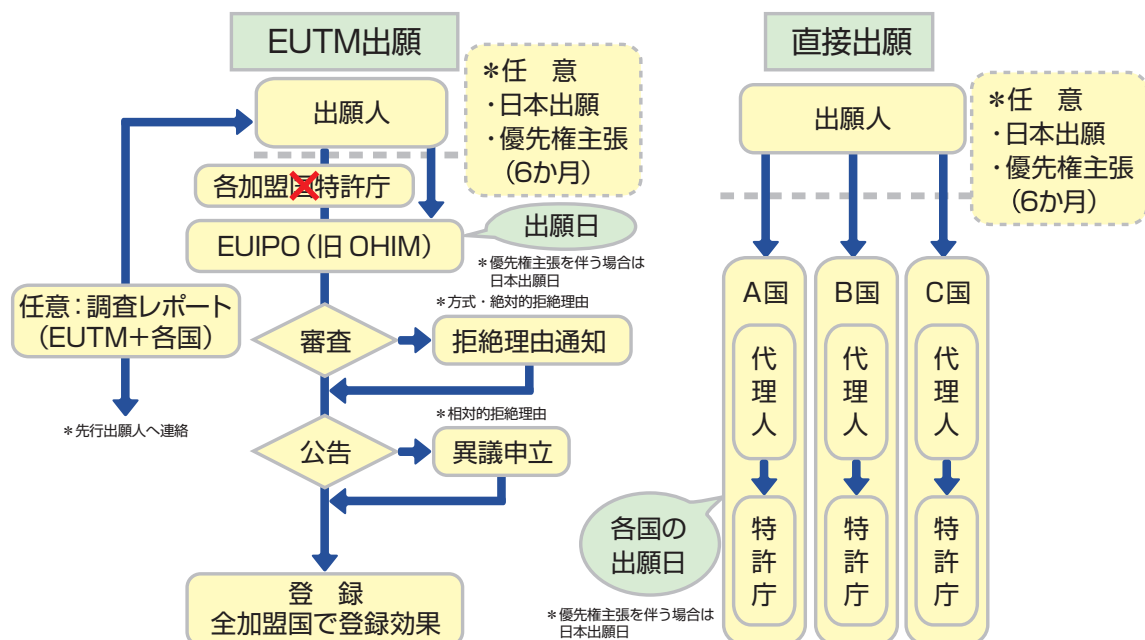 EUTM出願
＊任　意
・日本出願
・優先権主張
(6か月)
出願人
各加盟国特許庁
EUIPO（旧 OHIM）
出願日
＊優先権主張を伴う場合は
日本出願日
任意：調査レポート
（EUTM＋各国）
＊先行出願人へ連絡
審査
＊方式・絶対的拒絶理由
拒絶理由通知
公告
＊相対的拒絶理由
異議申立
登　録
全加盟国で登録効果
直接出願
出願人
＊任　意
・日本出願
・優先権主張
(6か月)
A国
代理人
特許庁
B国
代理人
特許庁
C国
代理人
特許庁
各国の
出願日
＊優先権主張を伴う場合は
日本出願日